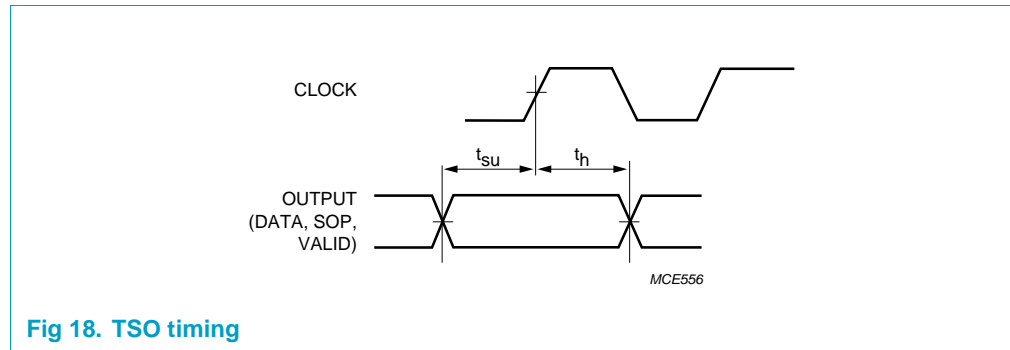 CLOCK
tsu
th
OUTPUT
(DATA, SOP,
VALID)
MCE556
Fig 18. TSO timing